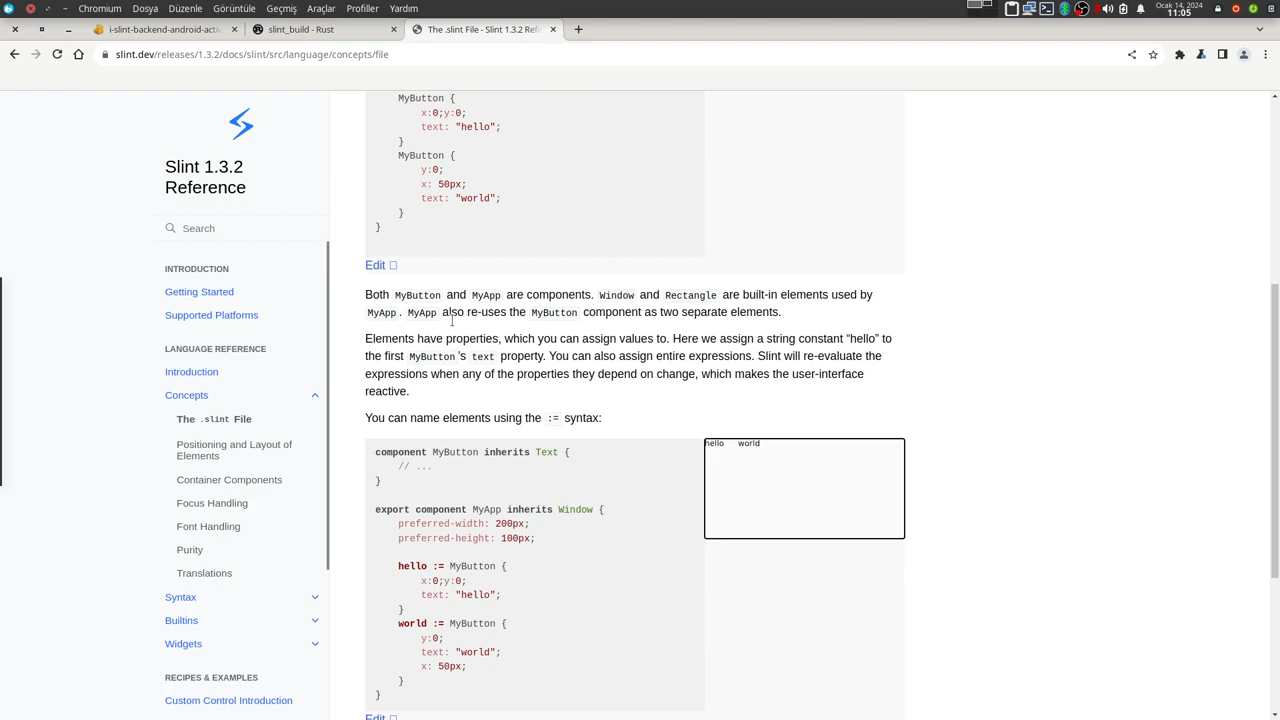 Chromium Dosya Düzenle Görüntüle Geçmiş Araçlar Profiller Yardım
Ocak 14, 2024
11:05
i-slint-backend-android-acti
slint_build - Rust
The .slint File - Slint 1.3.2 Re
slint.dev/releases/1.3.2/docs/slint/src/language/concepts/file
Slint 1.3.2
Reference
Search
INTRODUCTION
Getting Started
Supported Platforms
LANGUAGE REFERENCE
Introduction
Concepts
The .slint File
Positioning and Layout of
Elements
Container Components
Focus Handling
Font Handling
Purity
Translations
Syntax
Builtins
Widgets
RECIPES & EXAMPLES
Custom Control Introduction
MyButton {
x:0;y:0;
text: "hello";
}
MyButton {
y:0;
x: 50px;
text: "world";
}
}
Edit
Both MyButton and MyApp are components. Window and Rectangle are built-in elements used by
MyApp. MyApp also re-uses the MyButton component as two separate elements.
Elements have properties, which you can assign values to. Here we assign a string constant “hello” to
the first MyButton's text property. You can also assign entire expressions. Slint will re-evaluate the
expressions when any of the properties they depend on change, which makes the user-interface
reactive.
You can name elements using the := syntax:
component MyButton inherits Text {
// ...
}
export component MyApp inherits Window {
preferred-width: 200px;
preferred-height: 100px;
hello := MyButton {
x:0;y:0;
text: "hello";
}
world := MyButton {
y:0;
text: "world";
x: 50px;
}
}
hello world
Edit